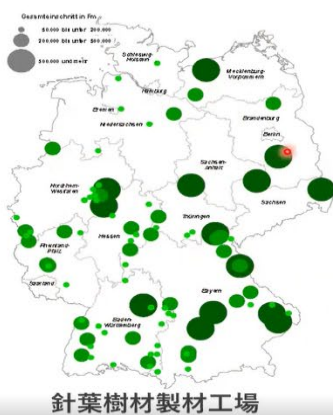 Gesamteinschnitt in Fm
50.000 bis unter 200.000
200.000 bis unter 500.000
500.000 und mehr
Schleswig-
Holstein
Mecklenburg-
Vorpommern
Hamburg
Bremen
Niedersachsen
Brandenburg
Berlin
Sachsen-
Anhalt
Nordrhein-
Westfalen
Sachsen
Thüringen
Hessen
Rheinland-
Pfalz
Saarland
Bayern
Baden-
Württemberg
針葉樹材製材工場